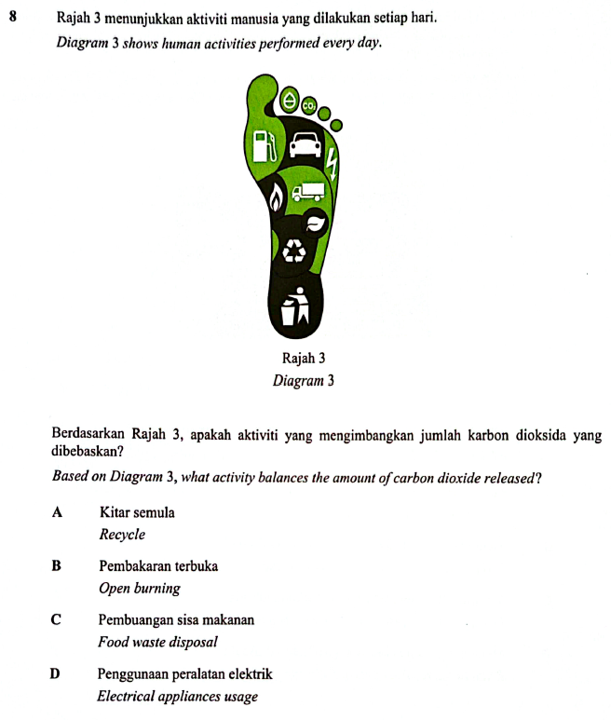 8 Rajah 3 menunjukkan aktiviti manusia yang dilakukan setiap hari.
Diagram 3 shows human activities performed every day.
CO₂
Rajah 3
Diagram 3
Berdasarkan Rajah 3, apakah aktiviti yang mengimbangkan jumlah karbon dioksida yang
dibebaskan?
Based on Diagram 3, what activity balances the amount of carbon dioxide released?
A Kitar semula
Recycle
B Pembakaran terbuka
Open burning
C Pembuangan sisa makanan
Food waste disposal
D Penggunaan peralatan elektrik
Electrical appliances usage